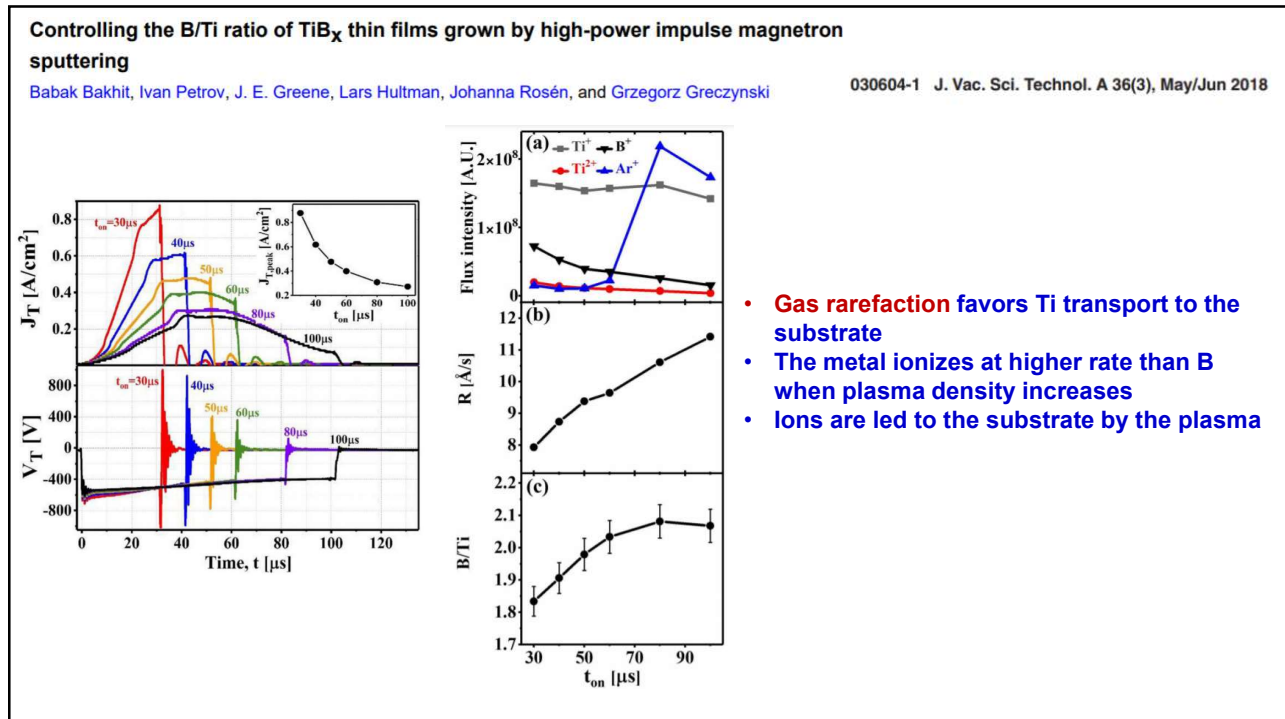 Controlling the B/Ti ratio of TiBx thin films grown by high-power impulse magnetron
sputtering
Babak Bakhit, Ivan Petrov, J. E. Greene, Lars Hultman, Johanna Rosén, and Grzegorz Greczynski
030604-1 J. Vac. Sci. Technol. A 36(3), May/Jun 2018
JT [A/cm²]
0.8
0.6
0.4
0.2
ton=30µs
40µs
50µs
60µs
80µs
100µs
JT,peak [A/cm²]
0.8
0.6
0.4
0.2
40 60 80 100
ton [µs]
VT [V]
800
400
0
-400
-800
ton=30µs
40µs
50µs
60µs
80µs
100µs
0 20 40 60 80 100 120
Time, t [µs]
(a)
Ti⁺ B⁺
Ti²⁺ Ar⁺
Flux intensity [A.U.]
2×10⁸
1×10⁸
0
(b)
R [Å/s]
12
11
10
9
8
(c)
B/Ti
2.2
2.1
2.0
1.9
1.8
1.7
30 50 70 90
ton [µs]
• Gas rarefaction favors Ti transport to the
substrate
• The metal ionizes at higher rate than B
when plasma density increases
• Ions are led to the substrate by the plasma